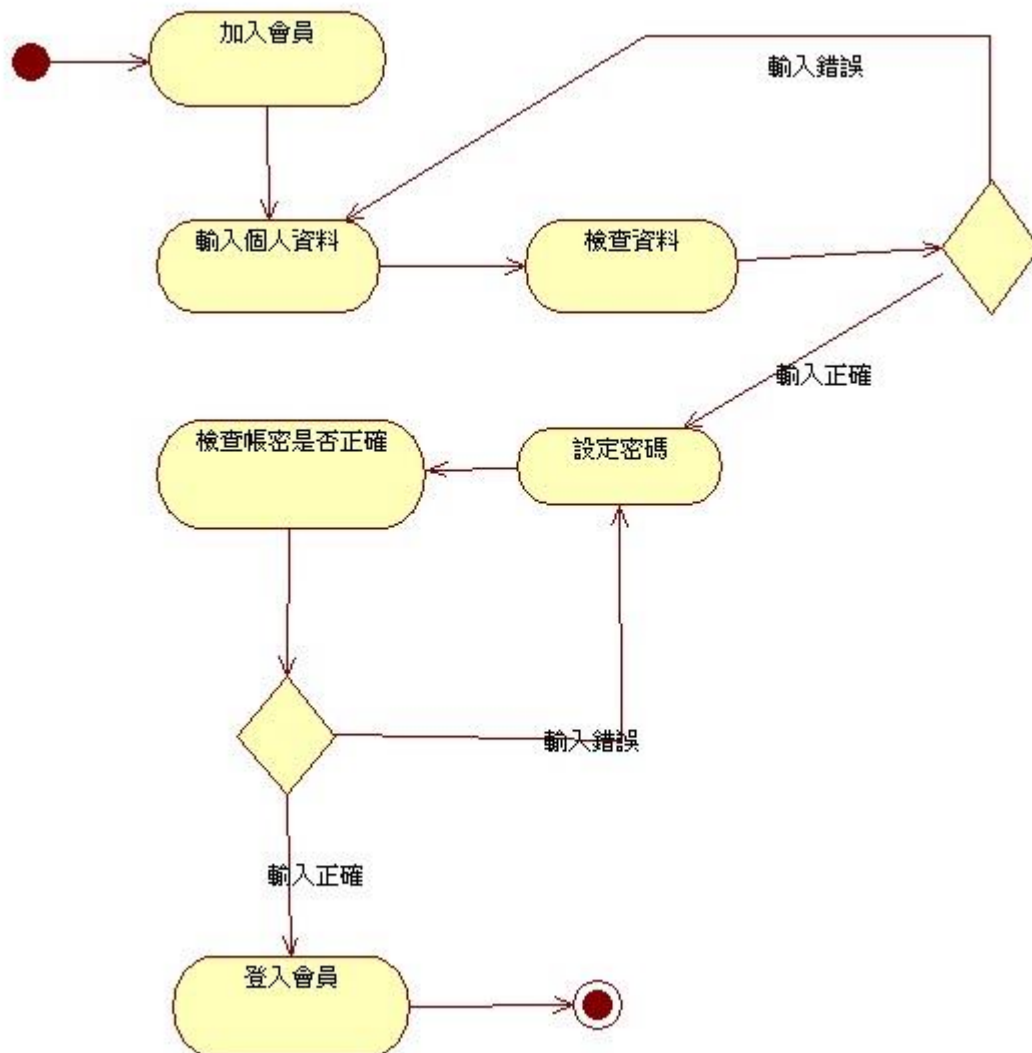 加入會員
輸入錯誤
輸入個人資料
檢查資料
輸入正確
檢查帳密是否正確
設定密碼
輸入錯誤
輸入正確
登入會員